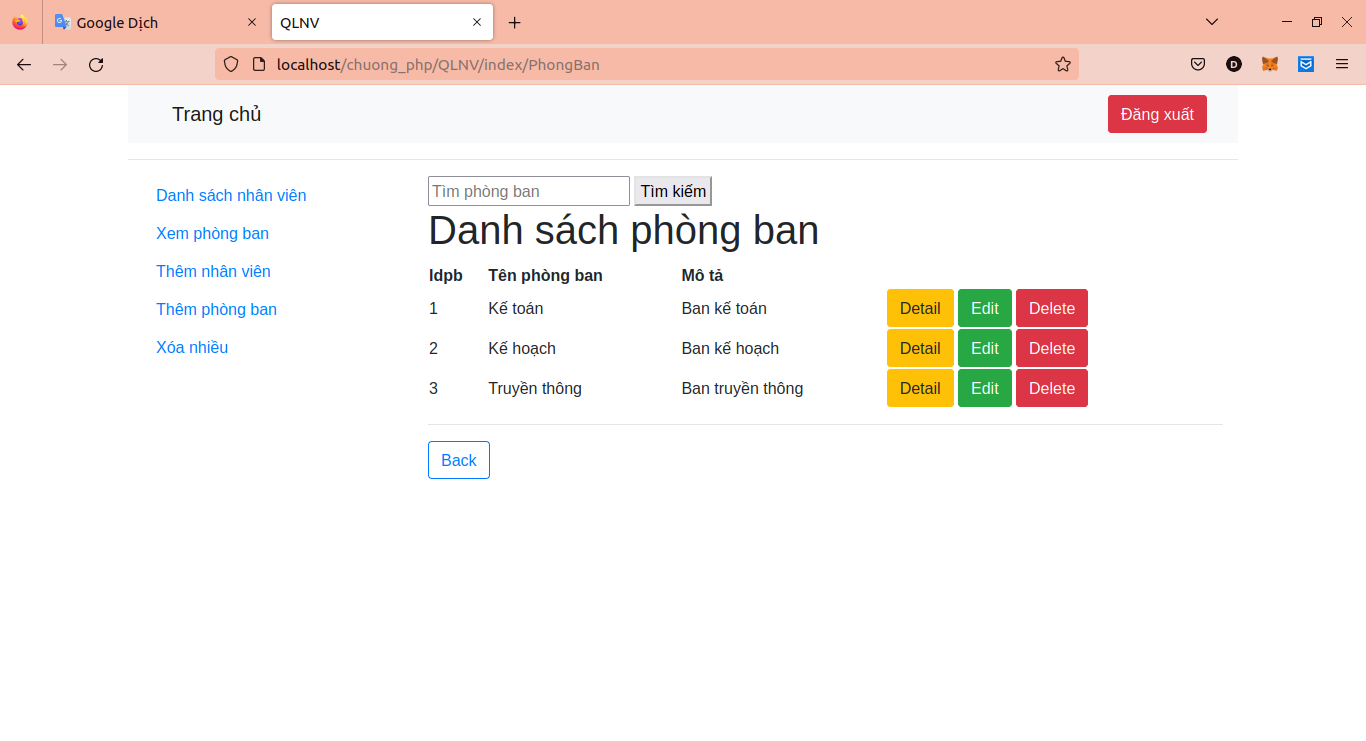 Google Dịch
QLNV
localhost/chuong_php/QLNV/index/PhongBan
D
Trang chủ
Đăng xuất
Danh sách nhân viên
Xem phòng ban
Thêm nhân viên
Thêm phòng ban
Xóa nhiều
Tìm phòng ban Tìm kiếm
Danh sách phòng ban
Idpb Tên phòng ban Mô tả
1 Kế toán Ban kế toán Detail Edit Delete
2 Kế hoạch Ban kế hoạch Detail Edit Delete
3 Truyền thông Ban truyền thông Detail Edit Delete
Back